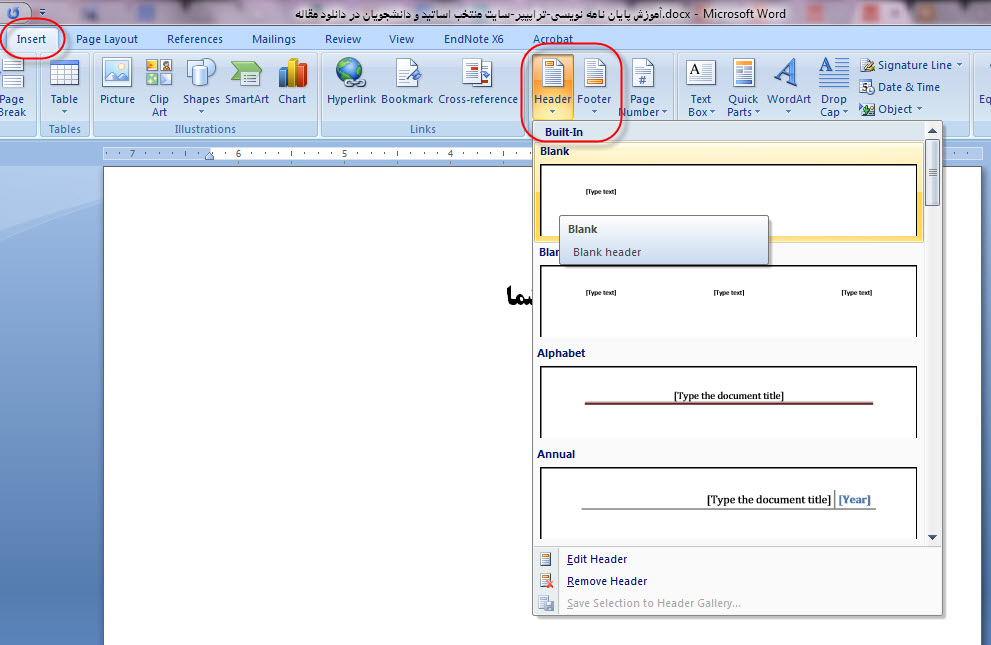 آموزش پایان نامه نویسی-تراپییر-سایت منتخب اساتید و دانشجویان در دانلود مقاله.docx - Microsoft Word
Insert Page Layout References Mailings Review View EndNote X6 Acrobat
Page Break
Table
Picture
Clip Art
Shapes
SmartArt
Chart
Hyperlink
Bookmark
Cross-reference
Header
Footer
Page Number
Text Box
Quick Parts
WordArt
Drop Cap
Signature Line
Date & Time
Object
Eq
Tables
Illustrations
Links
7 6 5 4
Built-In
Blank
[Type text]
Blank
Blank header
Blan
[Type text] [Type text] [Type text]
Alphabet
[Type the document title]
Annual
[Type the document title] [Year]
Edit Header
Remove Header
Save Selection to Header Gallery...